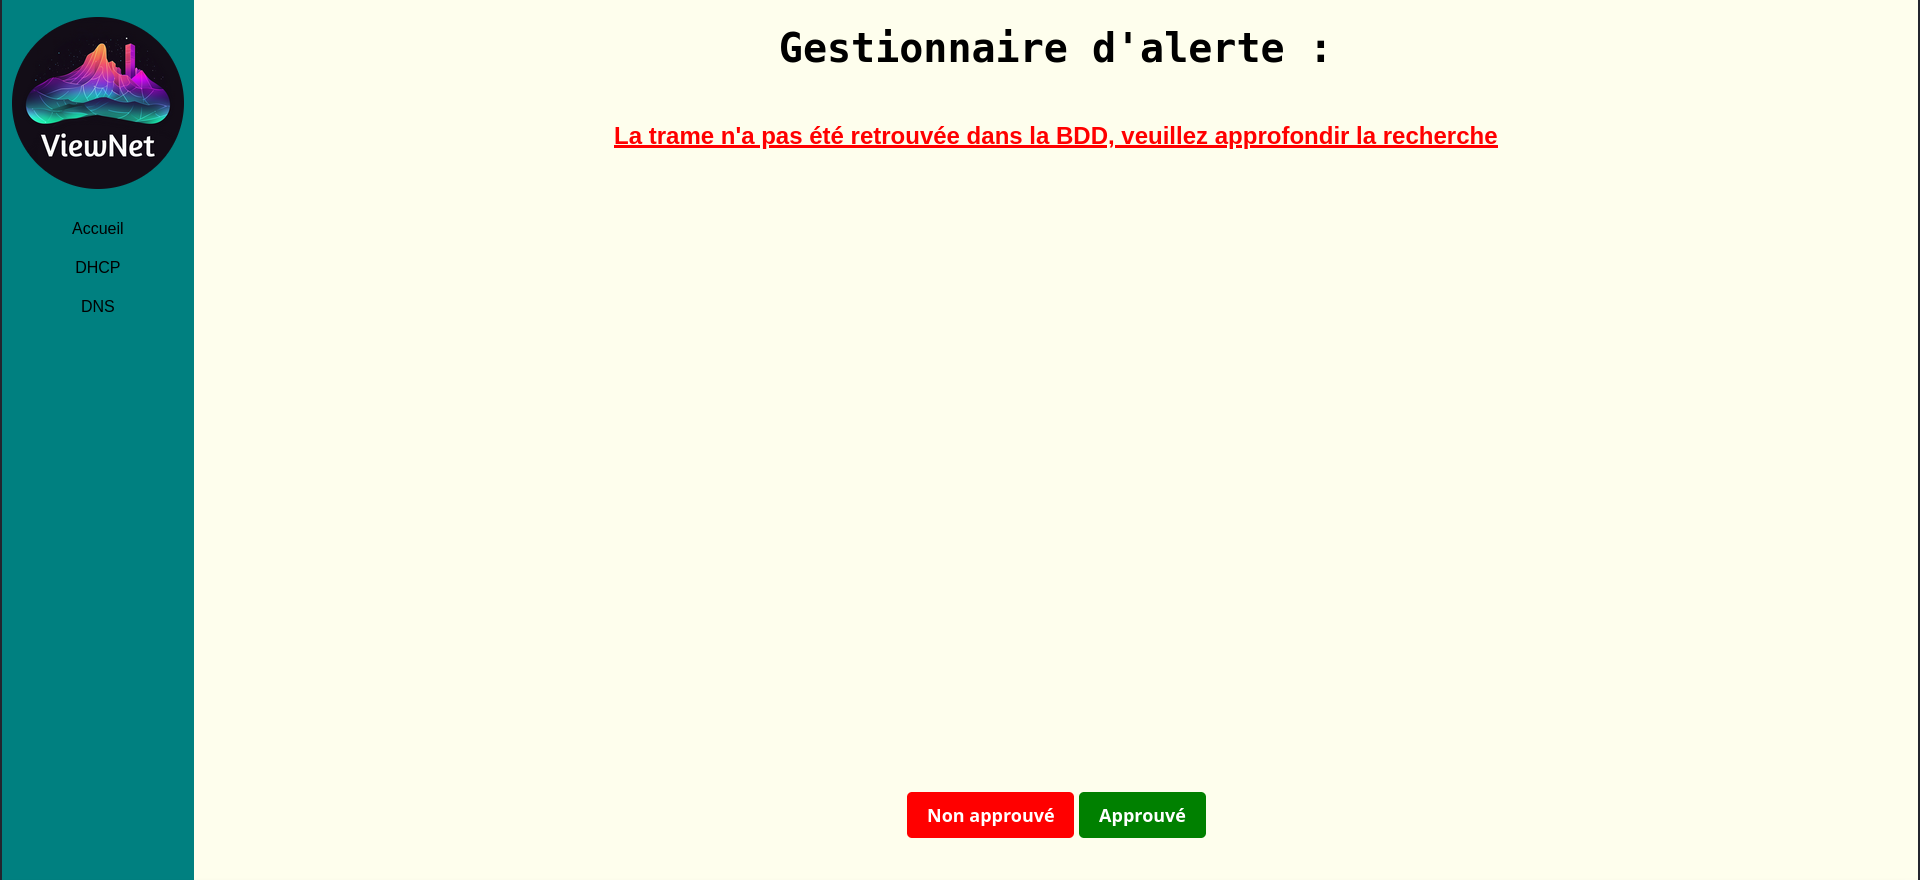 ViewNet
Accueil
DHCP
DNS
Gestionnaire d'alerte :
La trame n'a pas été retrouvée dans la BDD, veuillez approfondir la recherche
Non approuvé
Approuvé